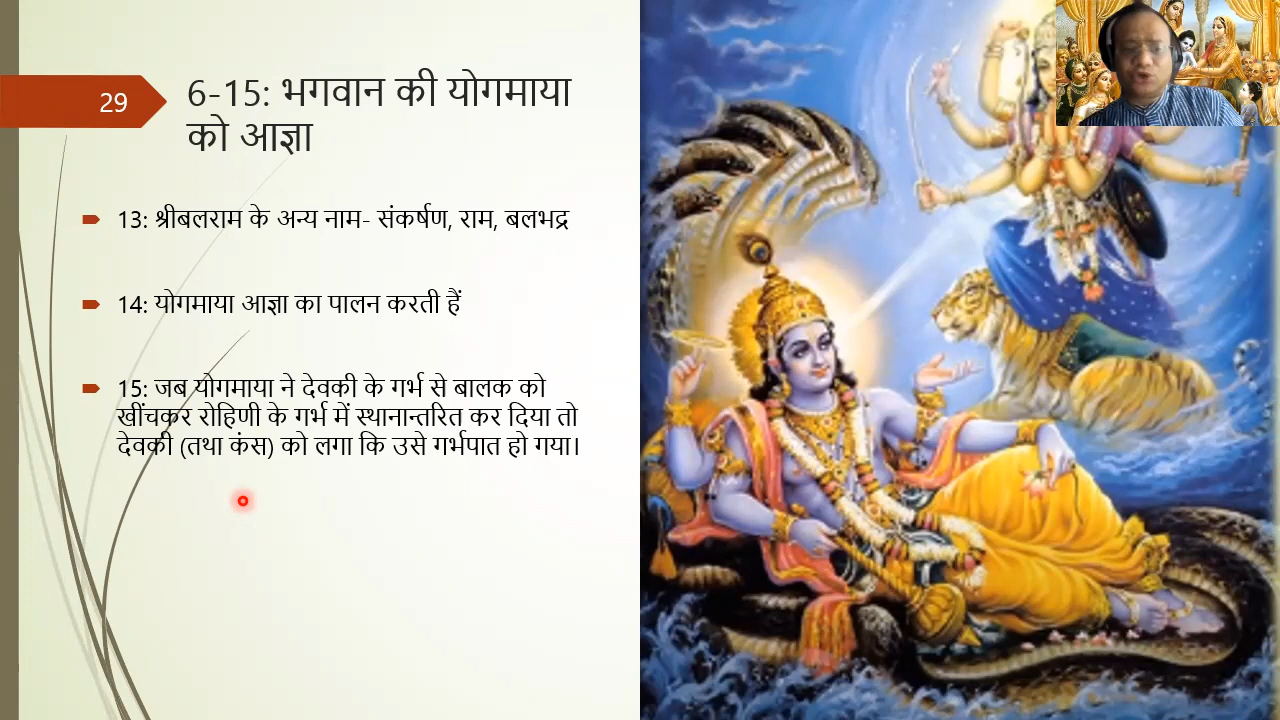 29
6-15: भगवान की योगमाया
को आज्ञा
13: श्रीबलराम के अन्य नाम- संकर्षण, राम, बलभद्र
14: योगमाया आज्ञा का पालन करती हैं
15: जब योगमाया ने देवकी के गर्भ से बालक को
खींचकर रोहिणी के गर्भ में स्थानान्तरित कर दिया तो
देवकी (तथा कंस) को लगा कि उसे गर्भपात हो गया।